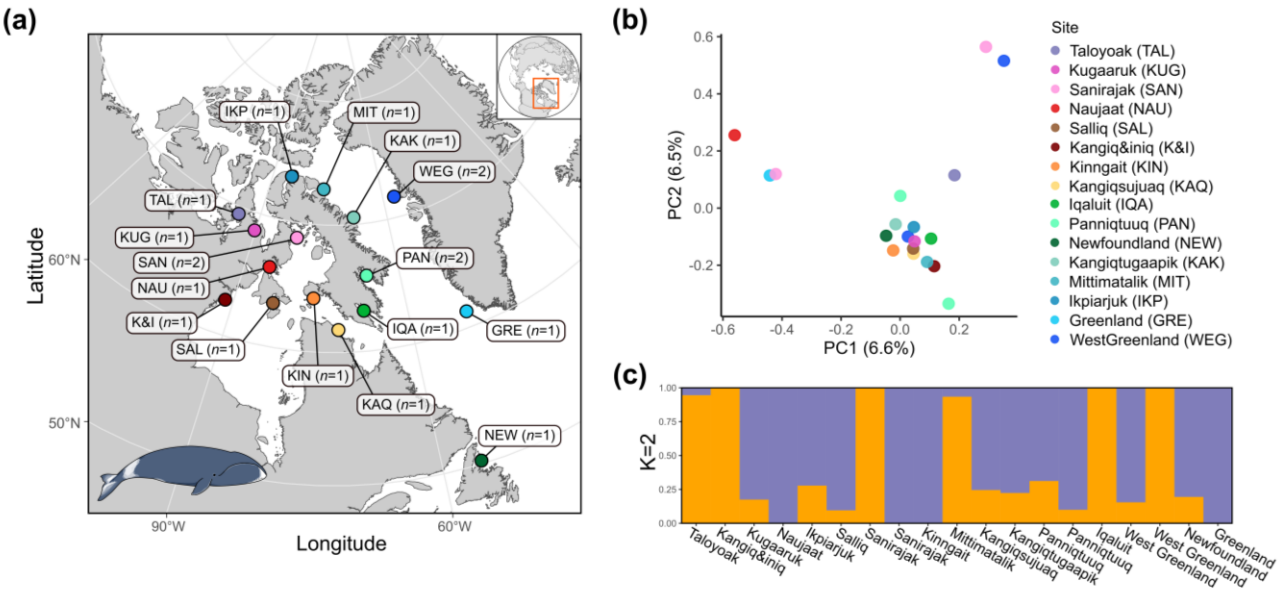 (a)
IKP (n=1)
MIT (n=1)
KAK (n=1)
WEG (n=2)
TAL (n=1)
KUG (n=1)
SAN (n=2)
PAN (n=2)
NAU (n=1)
K&I (n=1)
IQA (n=1)
GRE (n=1)
SAL (n=1)
KIN (n=1)
KAQ (n=1)
NEW (n=1)
Latitude
60°N
50°N
90°W
60°W
Longitude
(b)
0.6
0.4
0.2
0.0
-0.2
PC2 (6.5%)
-0.6
-0.4
-0.2
0.0
0.2
PC1 (6.6%)
Site
Taloyoak (TAL)
Kugaaruk (KUG)
Sanirajak (SAN)
Naujaat (NAU)
Salliq (SAL)
Kangiq&iniq (K&I)
Kinngait (KIN)
Kangiqsujuaq (KAQ)
Iqaluit (IQA)
Panniqtuuq (PAN)
Newfoundland (NEW)
Kangiqtugaapik (KAK)
Mittimatalik (MIT)
Ikpiarjuk (IKP)
Greenland (GRE)
WestGreenland (WEG)
(c)
K=2
1.00
0.75
0.50
0.25
0.00
Taloyoak
Kangiq&iniq
Kugaaruk
Naujaat
Ikpiarjuk
Salliq
Sanirajak
Sanirajak
Kinngait
Mittimatalik
Kangiqsujuaq
Kangiqtugaapik
Panniqtuuq
Panniqtuuq
Iqaluit
West Greenland
West Greenland
Newfoundland
Greenland